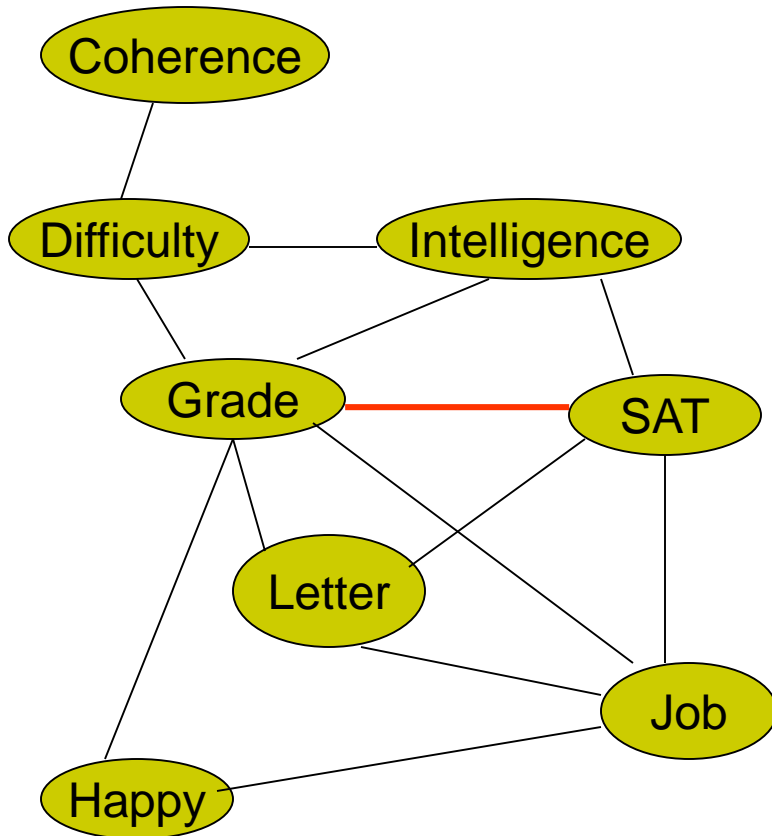 Coherence
Difficulty
Intelligence
Grade
SAT
Letter
Job
Happy